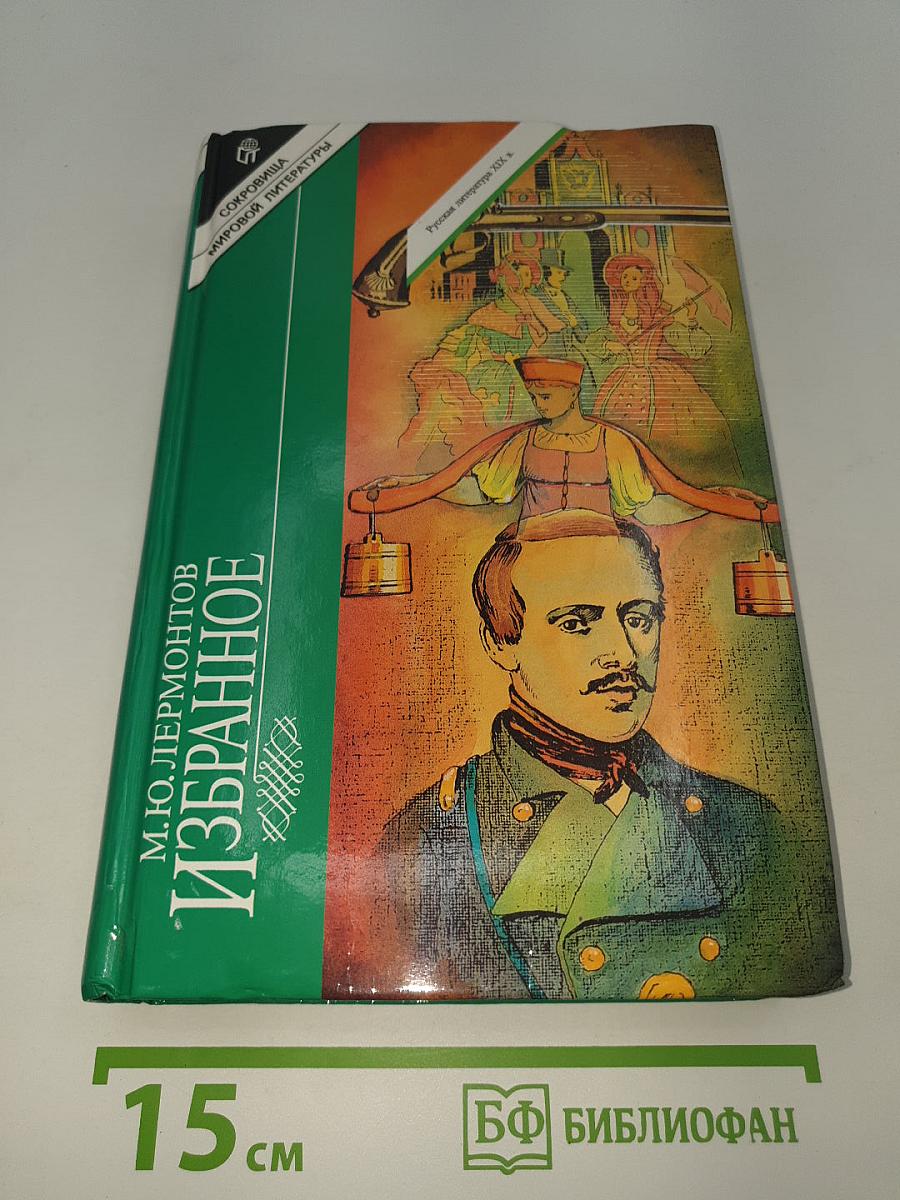 СОКРОВИЩА
МИРОВОЙ ЛИТЕРАТУРЫ
Русская литература XIX в.
М.Ю. ЛЕРМОНТОВ
ИЗБРАННОЕ
15 см
БФ БИБЛИОФАН